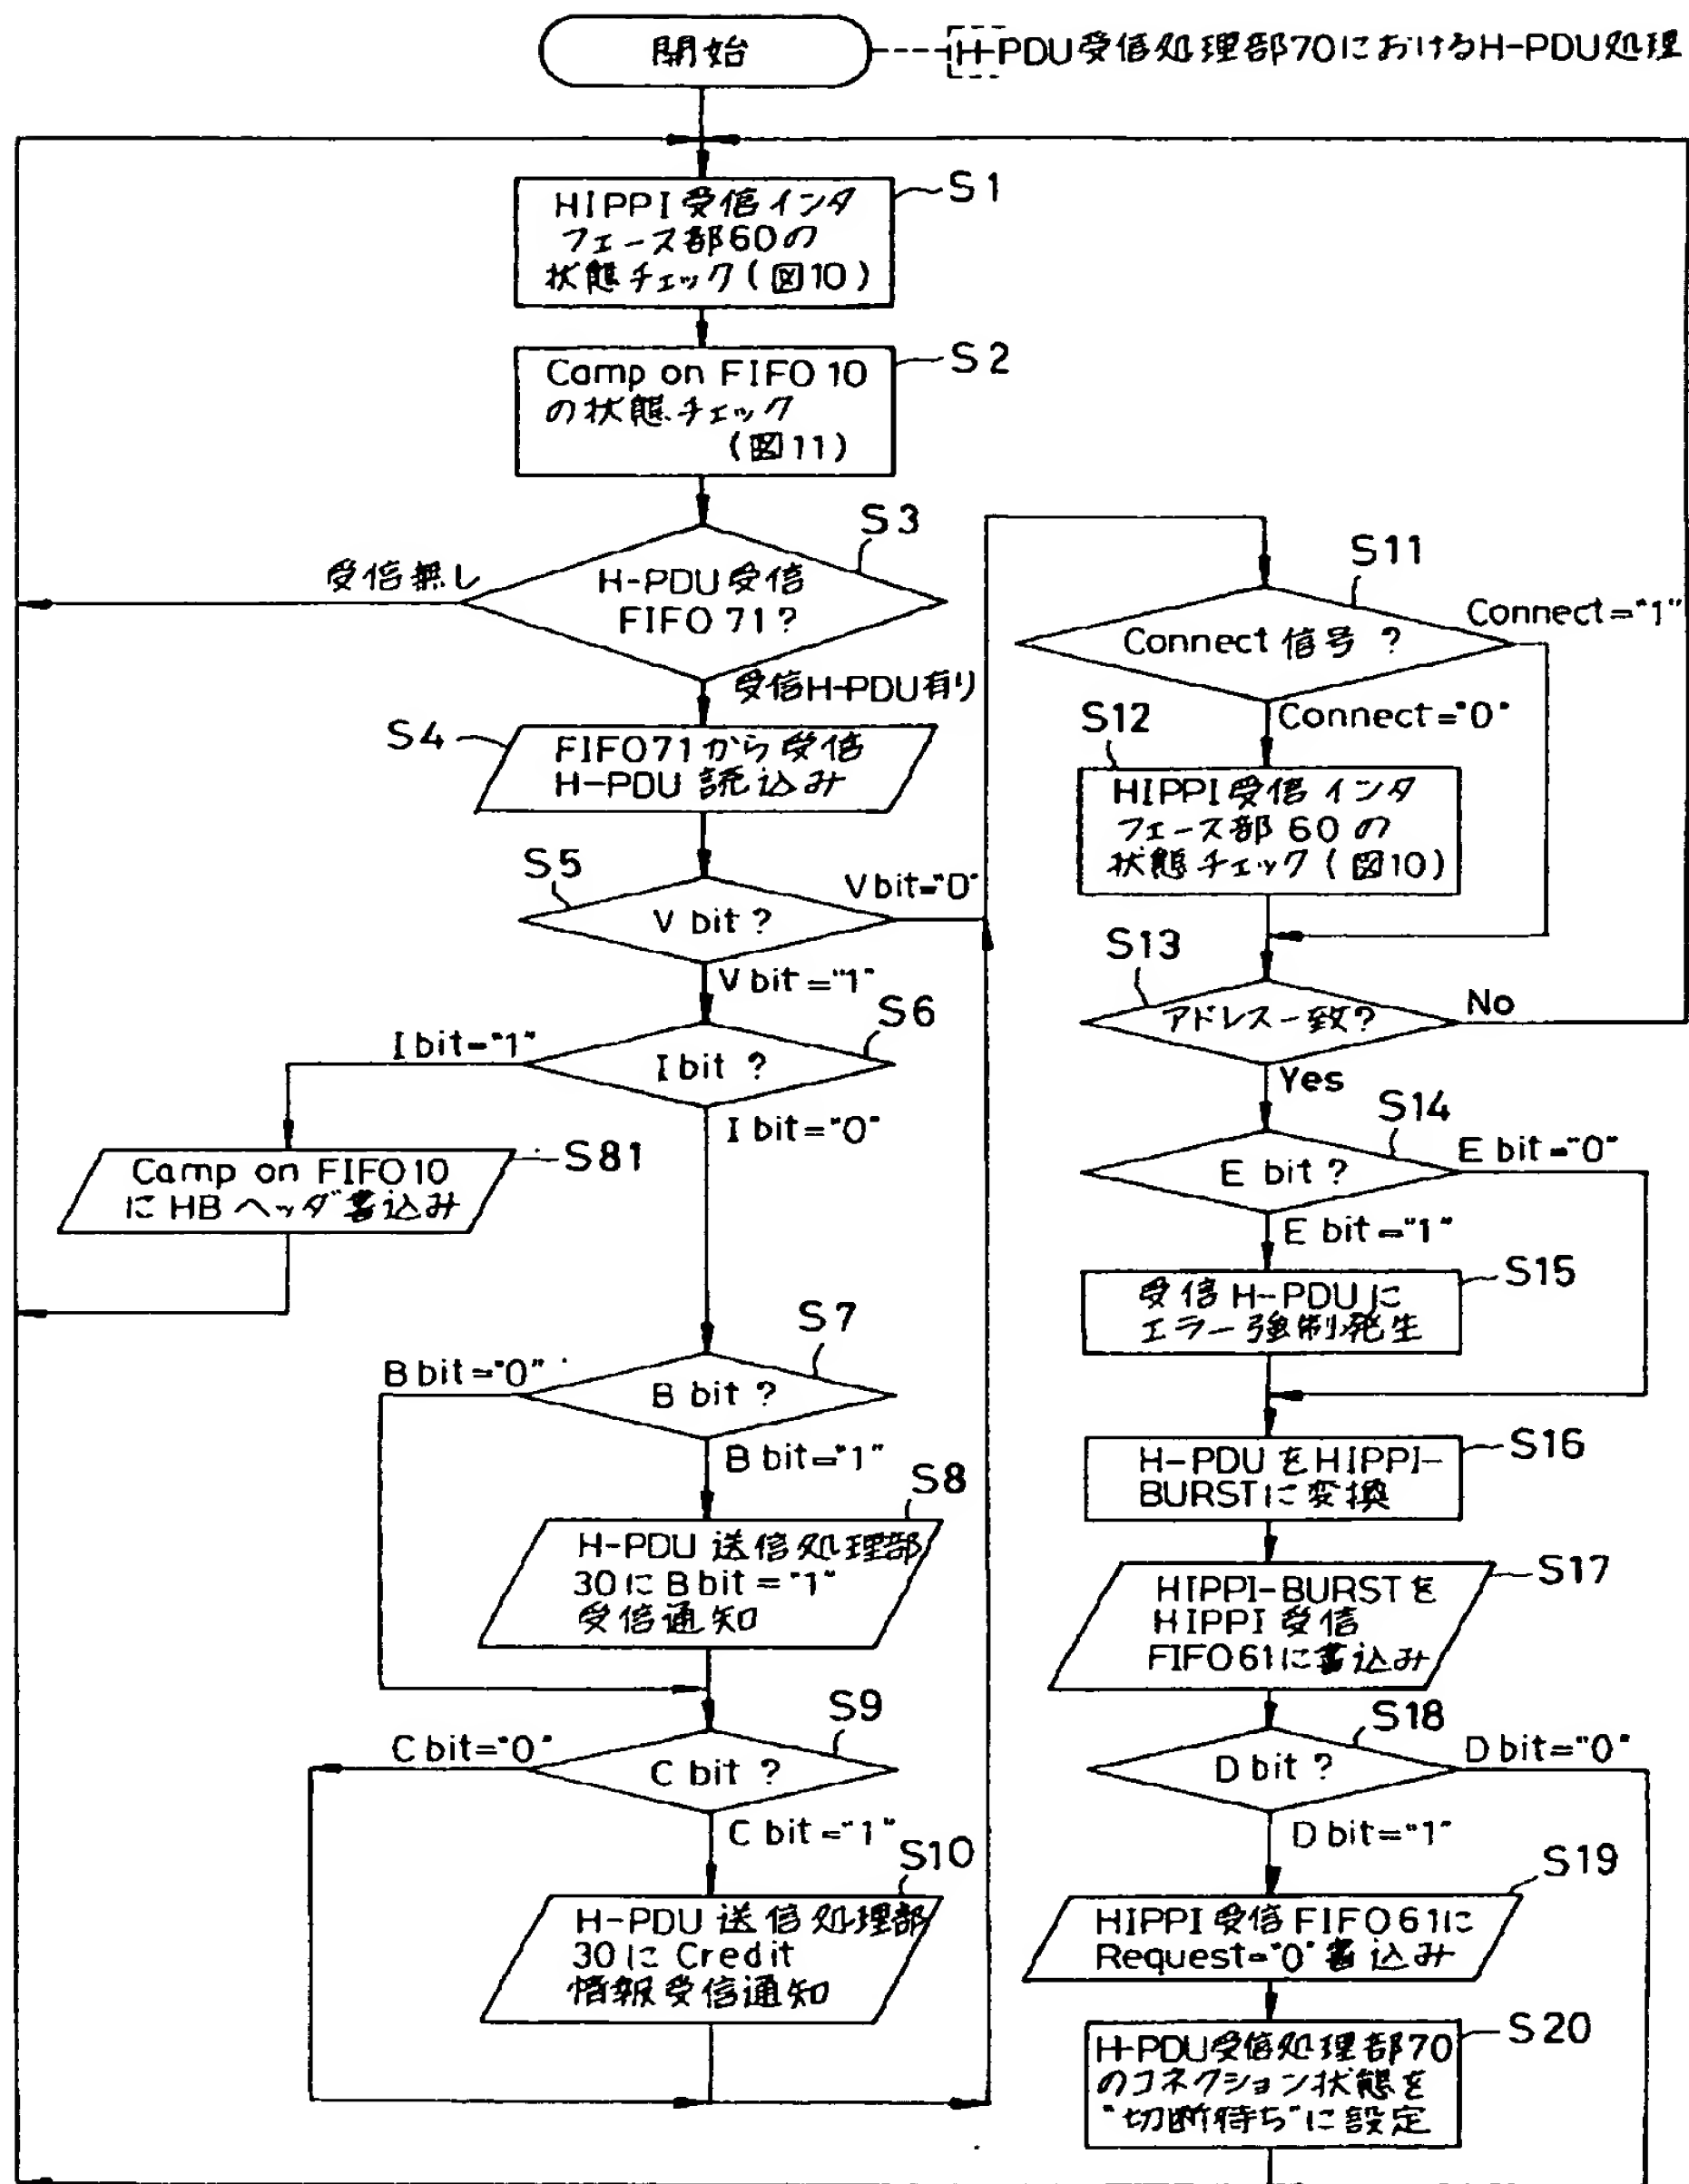 開始
H-PDU受信処理部70におけるH-PDU処理
S1
HIPPI受信インタ
フェース部60の
状態チェック(図10)
S2
Camp on FIFO 10
の状態チェック
(図11)
S3
H-PDU受信
FIFO 71?
受信無し
受信H-PDU有り
S4
FIFO71から受信
H-PDU読込み
S5
V bit ?
V bit="0"
V bit="1"
S6
I bit ?
I bit="1"
I bit="0"
S81
Camp on FIFO10
にHBヘッダ書込み
S7
B bit ?
B bit="0"
B bit="1"
S8
H-PDU送信処理部
30にB bit="1"
受信通知
S9
C bit ?
C bit="0"
C bit="1"
S10
H-PDU送信処理部
30にCredit
情報受信通知
S11
Connect信号 ?
Connect="1"
Connect="0"
S12
HIPPI受信インタ
フェース部60の
状態チェック(図10)
S13
アドレス一致?
No
Yes
S14
E bit ?
E bit="0"
E bit="1"
S15
受信H-PDUに
エラー強制発生
S16
H-PDUをHIPPI-
BURSTに変換
S17
HIPPI-BURSTを
HIPPI受信
FIFO61に書込み
S18
D bit ?
D bit="0"
D bit="1"
S19
HIPPI受信FIFO61に
Request="0"書込み
S20
H-PDU受信処理部70
のコネクション状態を
"切断待ち"に設定